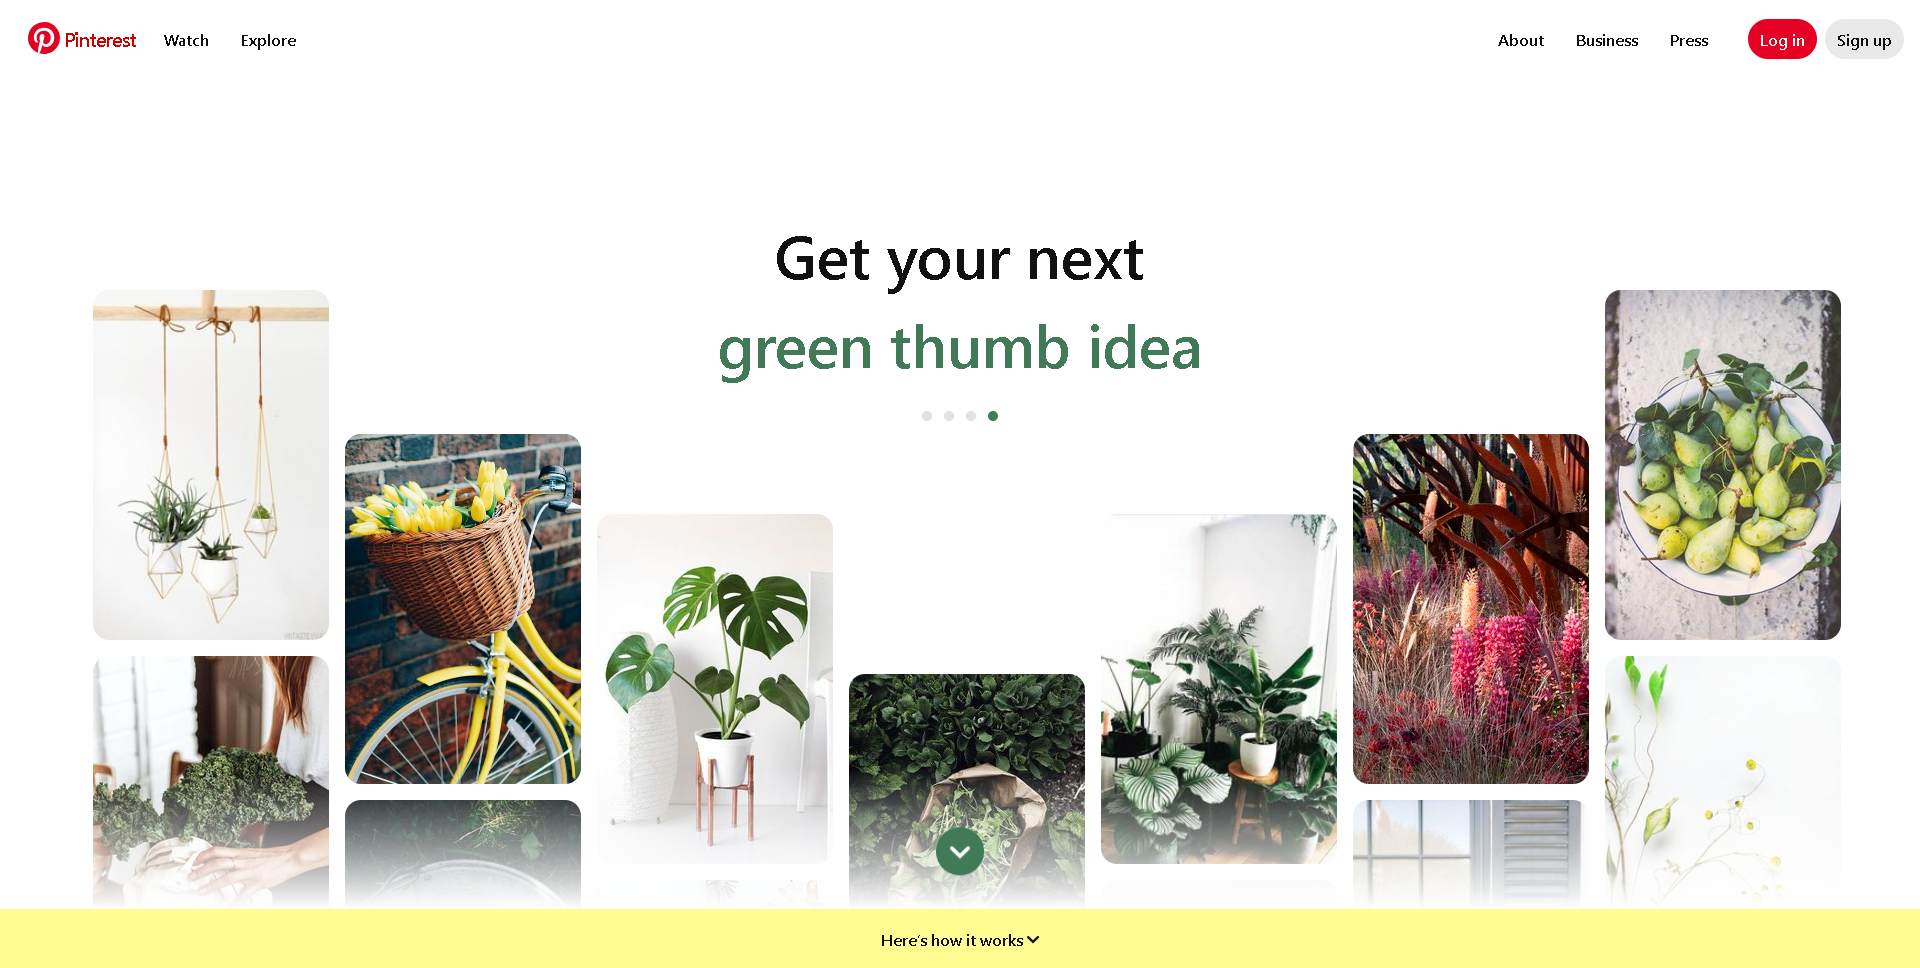 Pinterest
Watch
Explore
About
Business
Press
Log in
Sign up
Get your next
green thumb idea
Here's how it works